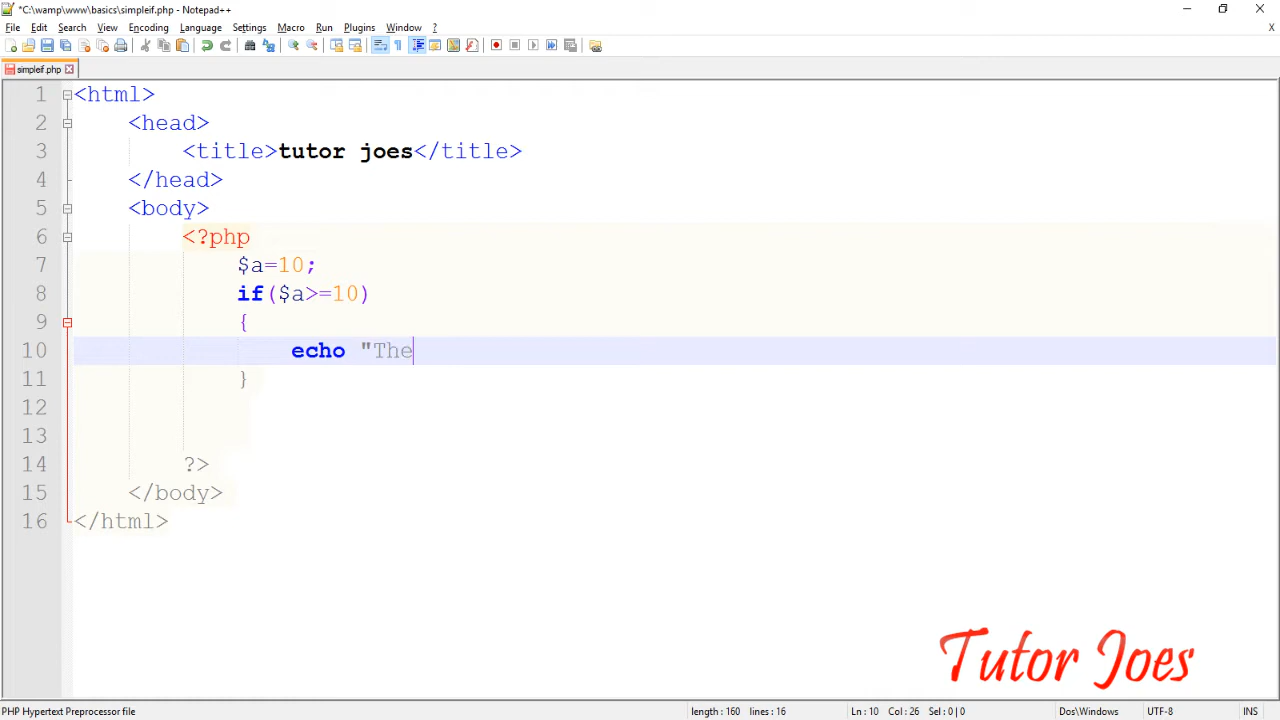 *C:\wamp\www\basics\simpleif.php - Notepad++
File Edit Search View Encoding Language Settings Macro Run Plugins Window ?
X
simpleif.php
1 <html>
2 <head>
3 <title>tutor joes</title>
4 </head>
5 <body>
6 <?php
7 $a=10;
8 if($a>=10)
9 {
10 echo "The
11 }
12
13
14 ?>
15 </body>
16 </html>
Tutor Joes
PHP Hypertext Preprocessor file length : 160 lines : 16 Ln : 10 Col : 26 Sel : 0 | 0 Dos\Windows UTF-8 INS